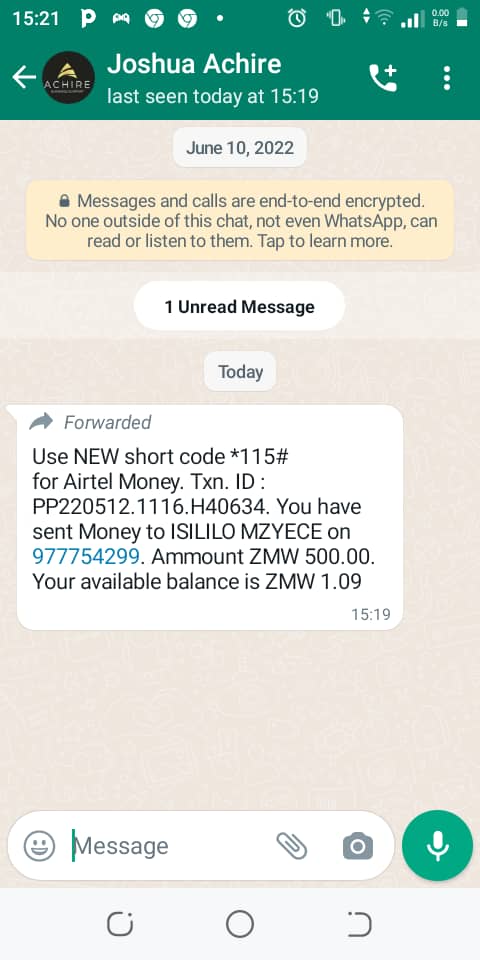 15:21
0.00
B/s
Joshua Achire
ACHIRE
last seen today at 15:19
June 10, 2022
Messages and calls are end-to-end encrypted.
No one outside of this chat, not even WhatsApp, can
read or listen to them. Tap to learn more.
1 Unread Message
Today
Forwarded
Use NEW short code *115#
for Airtel Money. Txn. ID :
PP220512.1116.H40634. You have
sent Money to ISILILO MZYECE on
977754299. Ammount ZMW 500.00.
Your available balance is ZMW 1.09
15:19
Message